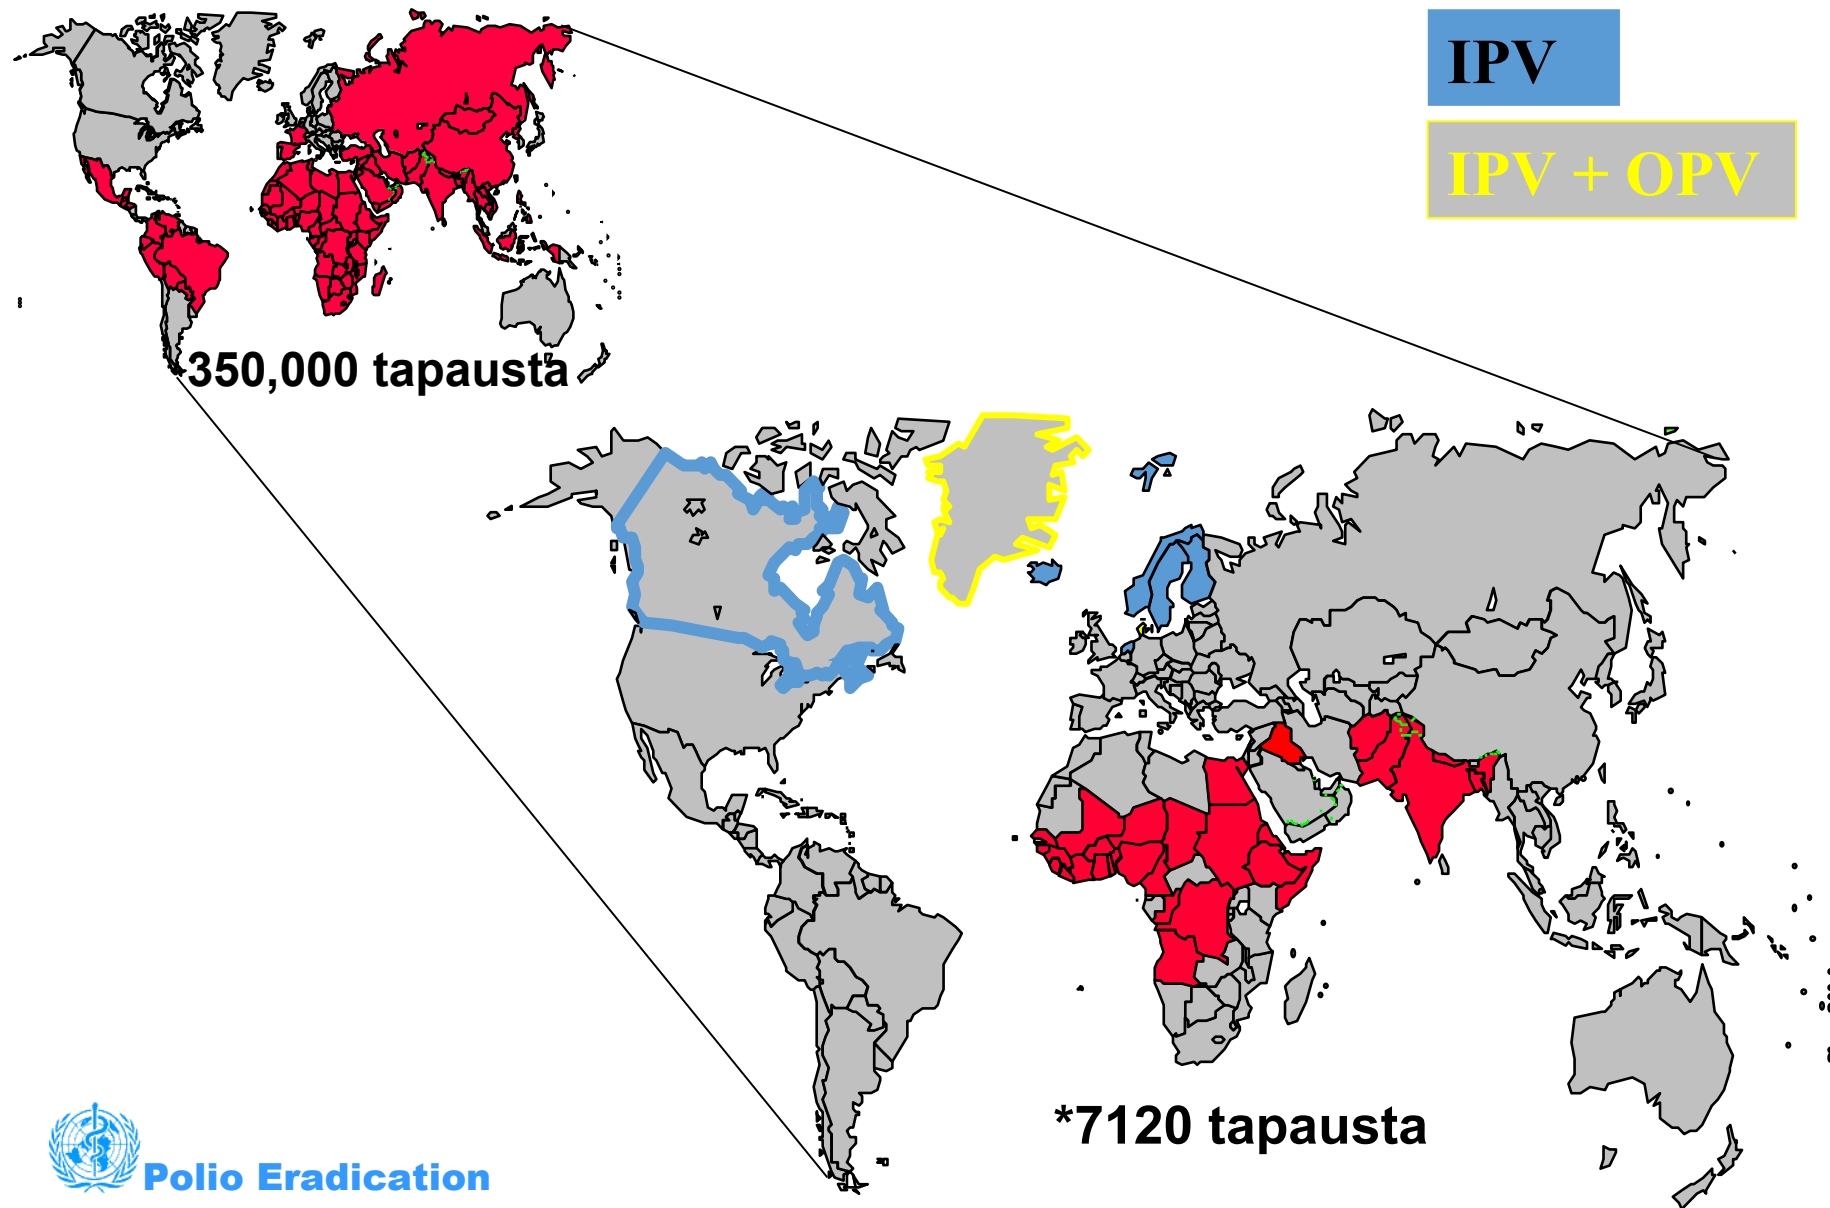 IPV
IPV + OPV
350,000 tapausta
*7120 tapausta
Polio Eradication